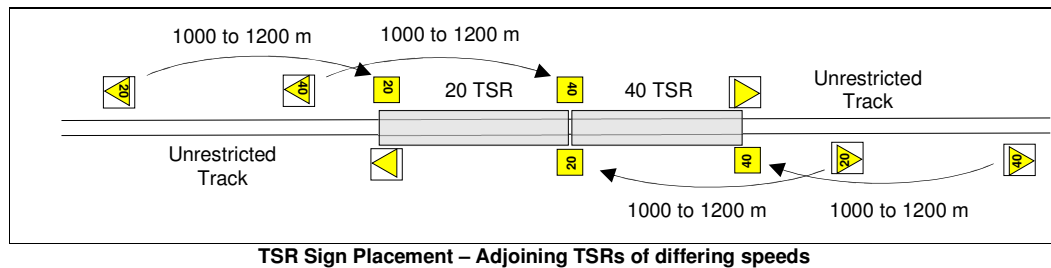 1000 to 1200 m
1000 to 1200 m
20
40
20
20 TSR
40
40 TSR
Unrestricted
Track
Unrestricted
Track
20
40
20
40
1000 to 1200 m
1000 to 1200 m
TSR Sign Placement – Adjoining TSRs of differing speeds